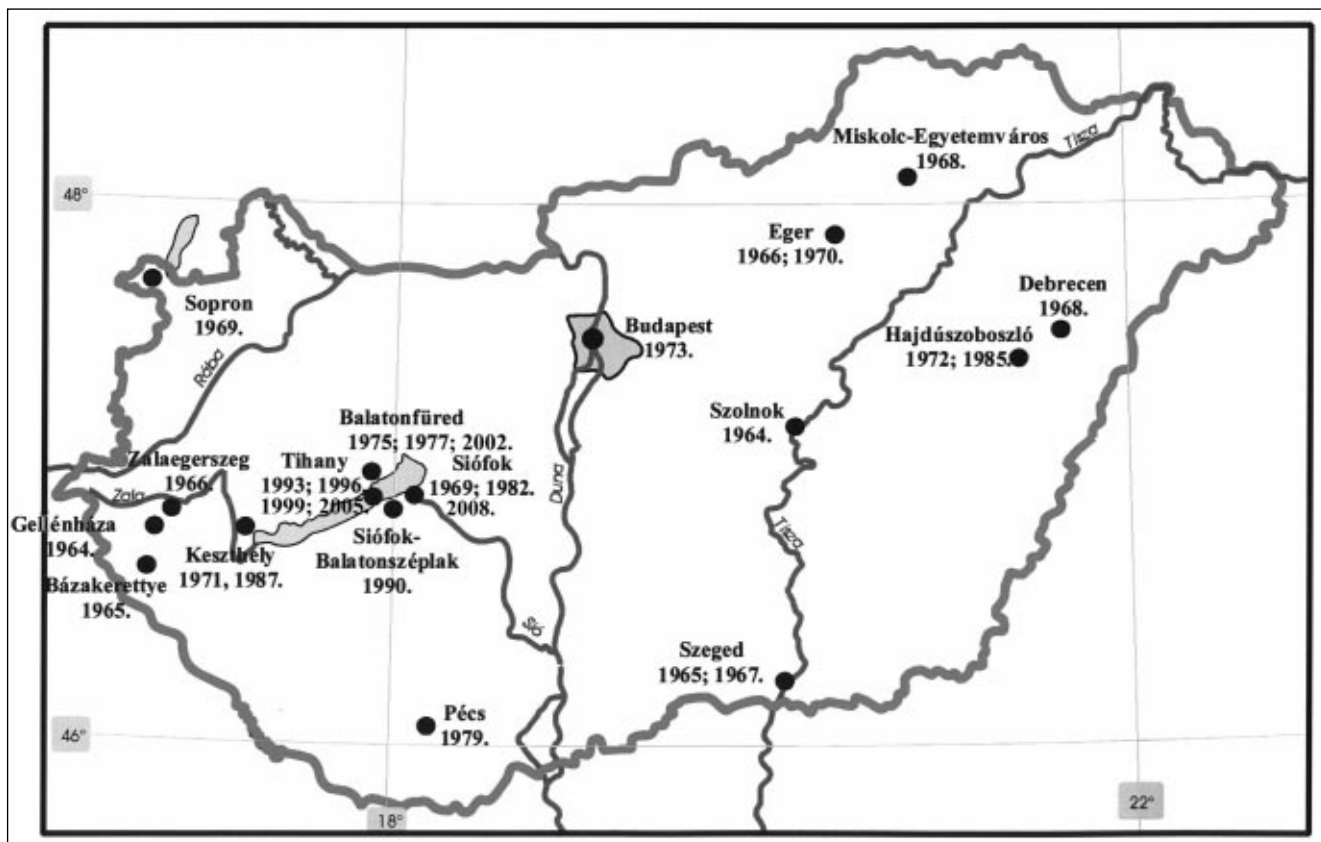 Miskolc-Egyetemváros
1968.
Tisza
48°
Eger
1966; 1970.
Debrecen
1968.
Sopron
1969.
Budapest
1973.
Hajdúszoboszló
1972; 1985.
Rába
Szolnok
1964.
Balatonfüred
1975; 1977; 2002.
Zalaegerszeg
1966.
Tihany
1993; 1996.
1999; 2005.
Siófok
1969; 1982.
2008.
Duna
Zala
Gellénháza
1964.
Keszthely
1971, 1987.
Siófok-
Balatonszéplak
1990.
Tisza
Bázakerettye
1965.
Sió
Szeged
1965; 1967.
Pécs
1979.
46°
18°
22°